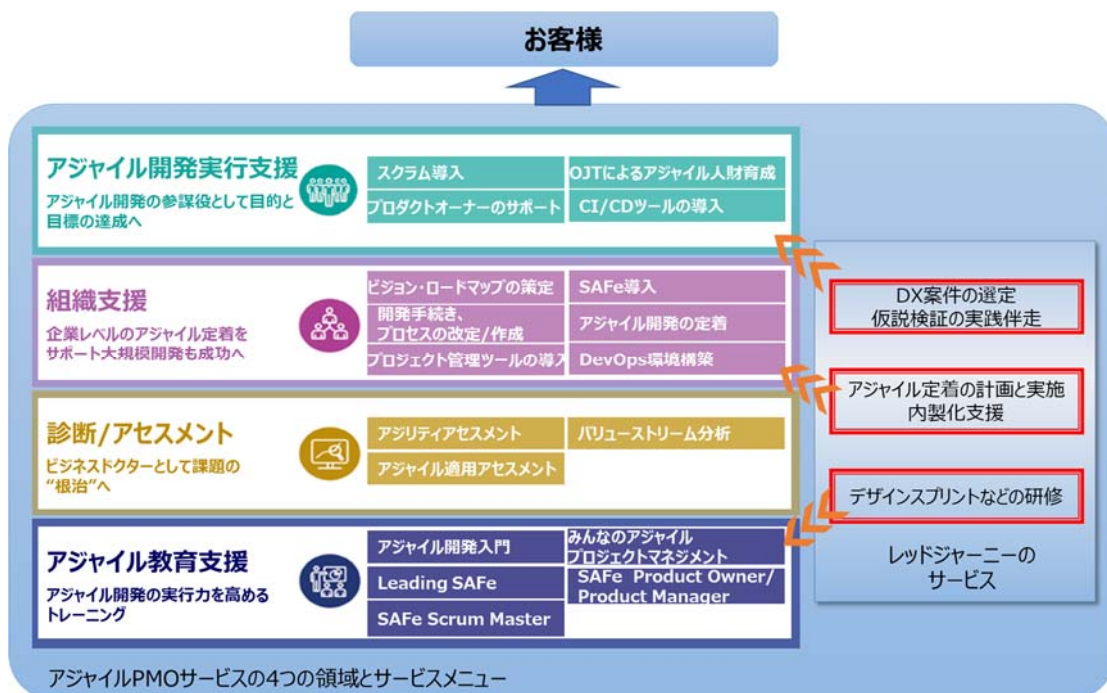 お客様
アジャイル開発実行支援
アジャイル開発の参謀役として目的と
目標の達成へ
スクラム導入
OJTによるアジャイル人財育成
プロダクトオーナーのサポート
CI/CDツールの導入
組織支援
企業レベルのアジャイル定着を
サポート大規模開発も成功へ
ビジョン・ロードマップの策定
SAFe導入
開発手続き、
プロセスの改定/作成
アジャイル開発の定着
プロジェクト管理ツールの導入
DevOps環境構築
診断/アセスメント
ビジネスドクターとして課題の
“根治”へ
アジリティアセスメント
バリューストリーム分析
アジャイル適用アセスメント
アジャイル教育支援
アジャイル開発の実行力を高める
トレーニング
アジャイル開発入門
みんなのアジャイル
プロジェクトマネジメント
Leading SAFe
SAFe Product Owner/
Product Manager
SAFe Scrum Master
DX案件の選定
仮説検証の実践伴走
アジャイル定着の計画と実施
内製化支援
デザインスプリントなどの研修
レッドジャーニーの
サービス
アジャイルPMOサービスの4つの領域とサービスメニュー